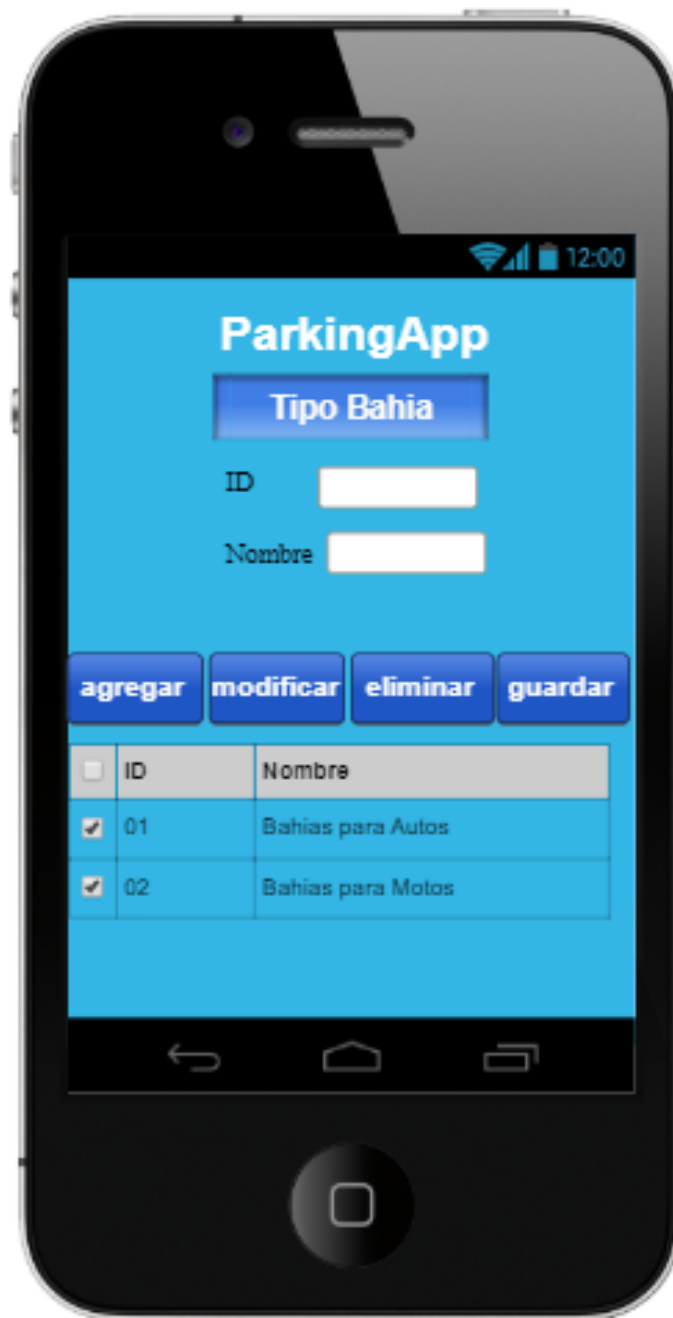 12:00
ParkingApp
Tipo Bahia
ID
Nombre
agregar modificar eliminar guardar
ID Nombre
01 Bahias para Autos
02 Bahias para Motos